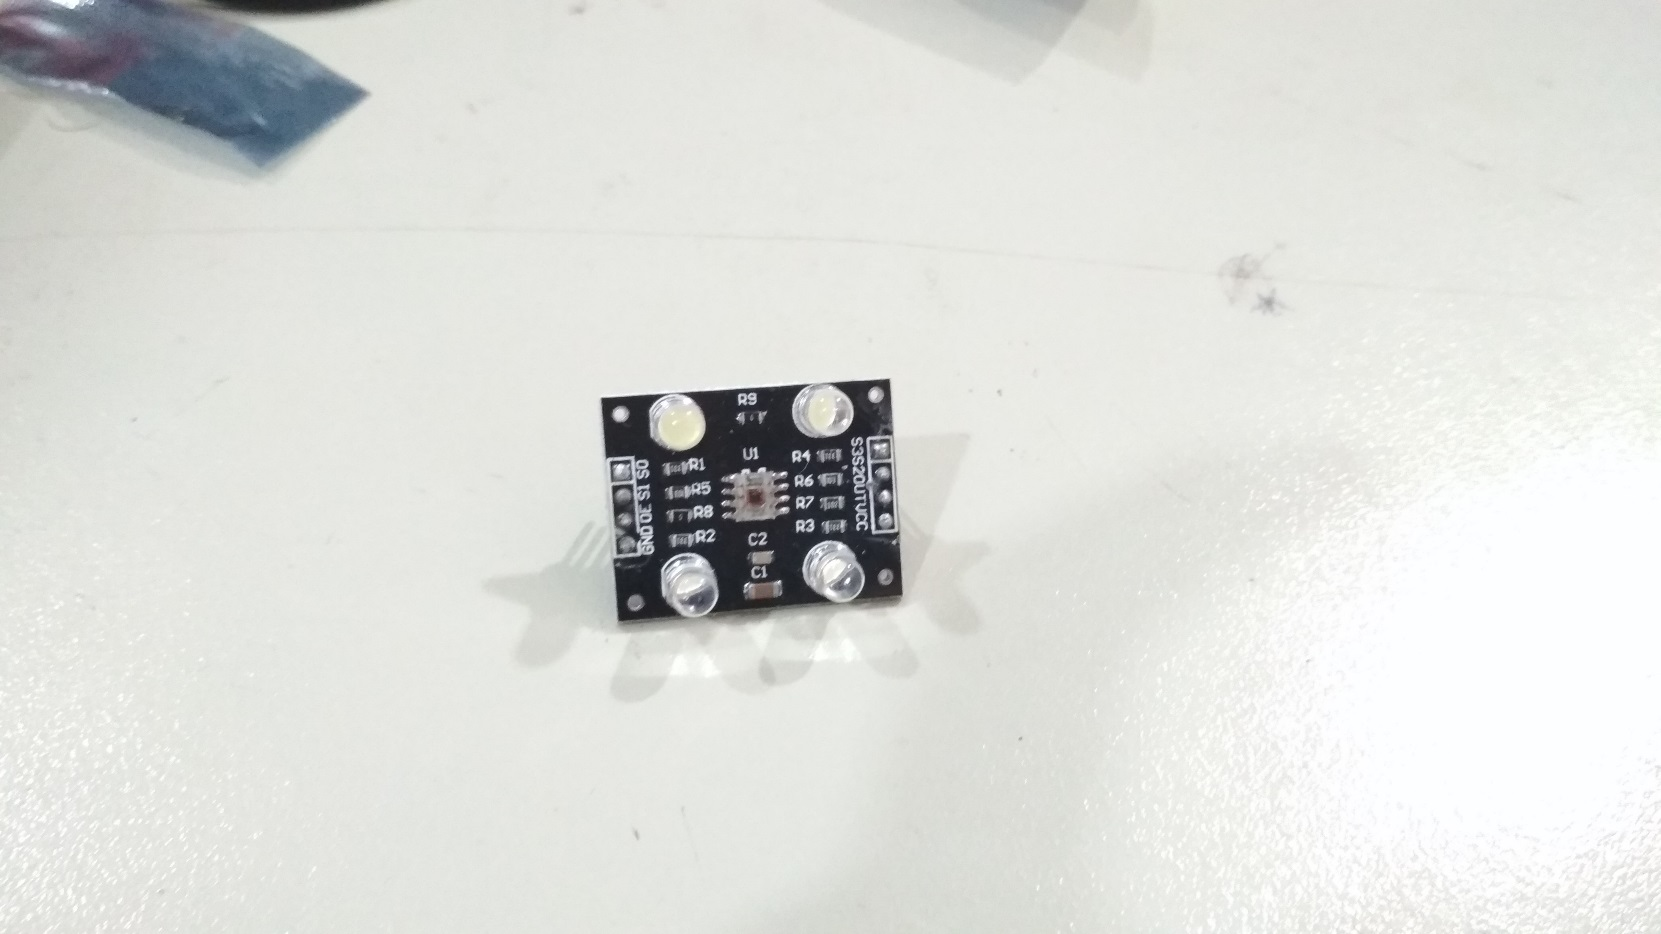 R9
U1
R1
R5
R8
R2
R4
R6
R7
R3
C2
C1
S0
S1
OE
GND
S3
S2
OUT
VCC